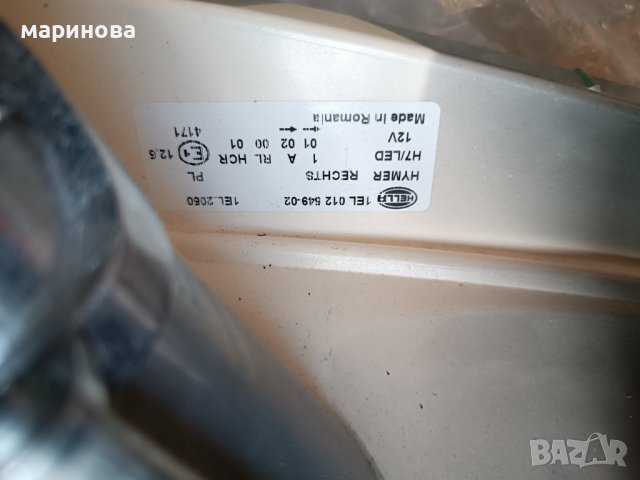 маринова
HELLA 1EL 012 549-02 1EL 2060
HYMER RECHTS PL
H7/LED 1 A RL HCR E1 12,5
12V 01 02 00 01
Made in Romania 4171
BAZAR